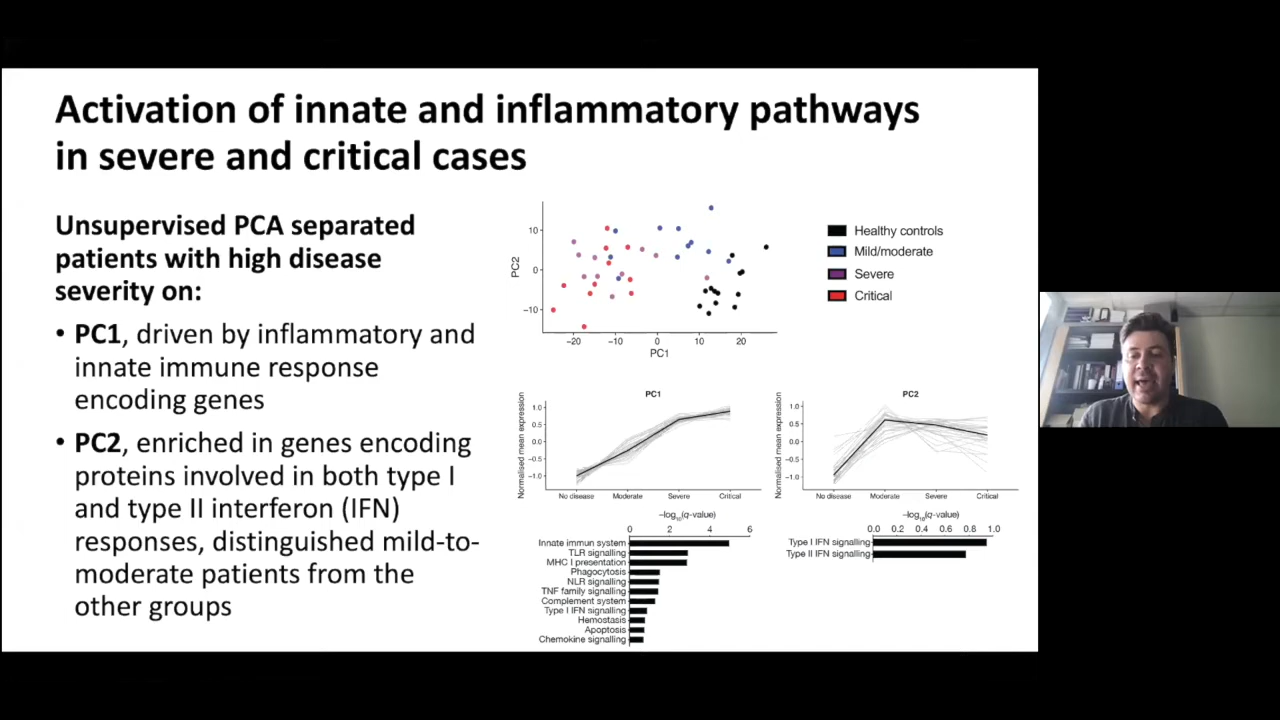 Activation of innate and inflammatory pathways
in severe and critical cases
Unsupervised PCA separated
patients with high disease
severity on:
• PC1, driven by inflammatory and
innate immune response
encoding genes
• PC2, enriched in genes encoding
proteins involved in both type I
and type II interferon (IFN)
responses, distinguished mild-to-
moderate patients from the
other groups
PC2
10
0
−10
−20
−10
0
10
20
PC1
Healthy controls
Mild/moderate
Severe
Critical
PC1
Normalised mean expression
1.0
0.5
0.0
−0.5
−1.0
No disease
Moderate
Severe
Critical
PC2
Normalised mean expression
1.0
0.5
0.0
−0.5
−1.0
No disease
Moderate
Severe
Critical
−log10(q-value)
0 2 4 6
Innate immun system
TLR signalling
MHC I presentation
Phagocytosis
NLR signalling
TNF family signalling
Complement system
Type I IFN signalling
Hemostasis
Apoptosis
Chemokine signalling
−log10(q-value)
0.0 0.2 0.4 0.6 0.8 1.0
Type I IFN signalling
Type II IFN signalling